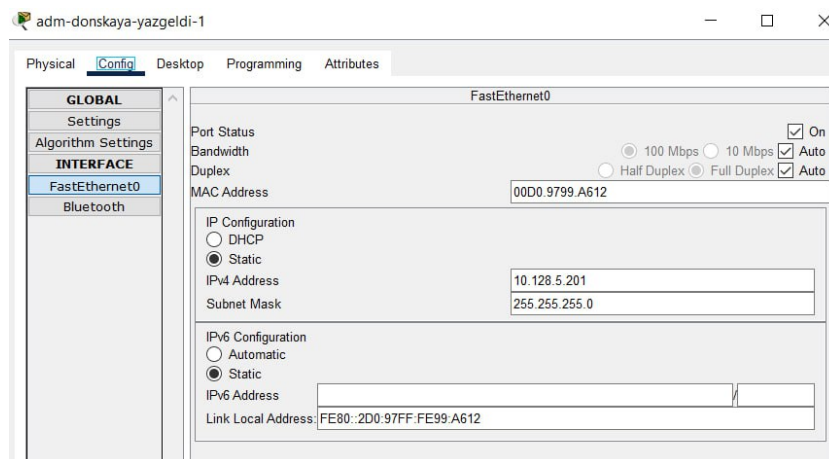 adm-donskaya-yazgeldi-1
Physical Config Desktop Programming Attributes
GLOBAL
Settings
Algorithm Settings
INTERFACE
FastEthernet0
Bluetooth
FastEthernet0
Port Status On
Bandwidth 100 Mbps 10 Mbps Auto
Duplex Half Duplex Full Duplex Auto
MAC Address 00D0.9799.A612
IP Configuration
DHCP
Static
IPv4 Address 10.128.5.201
Subnet Mask 255.255.255.0
IPv6 Configuration
Automatic
Static
IPv6 Address /
Link Local Address: FE80::2D0:97FF:FE99:A612